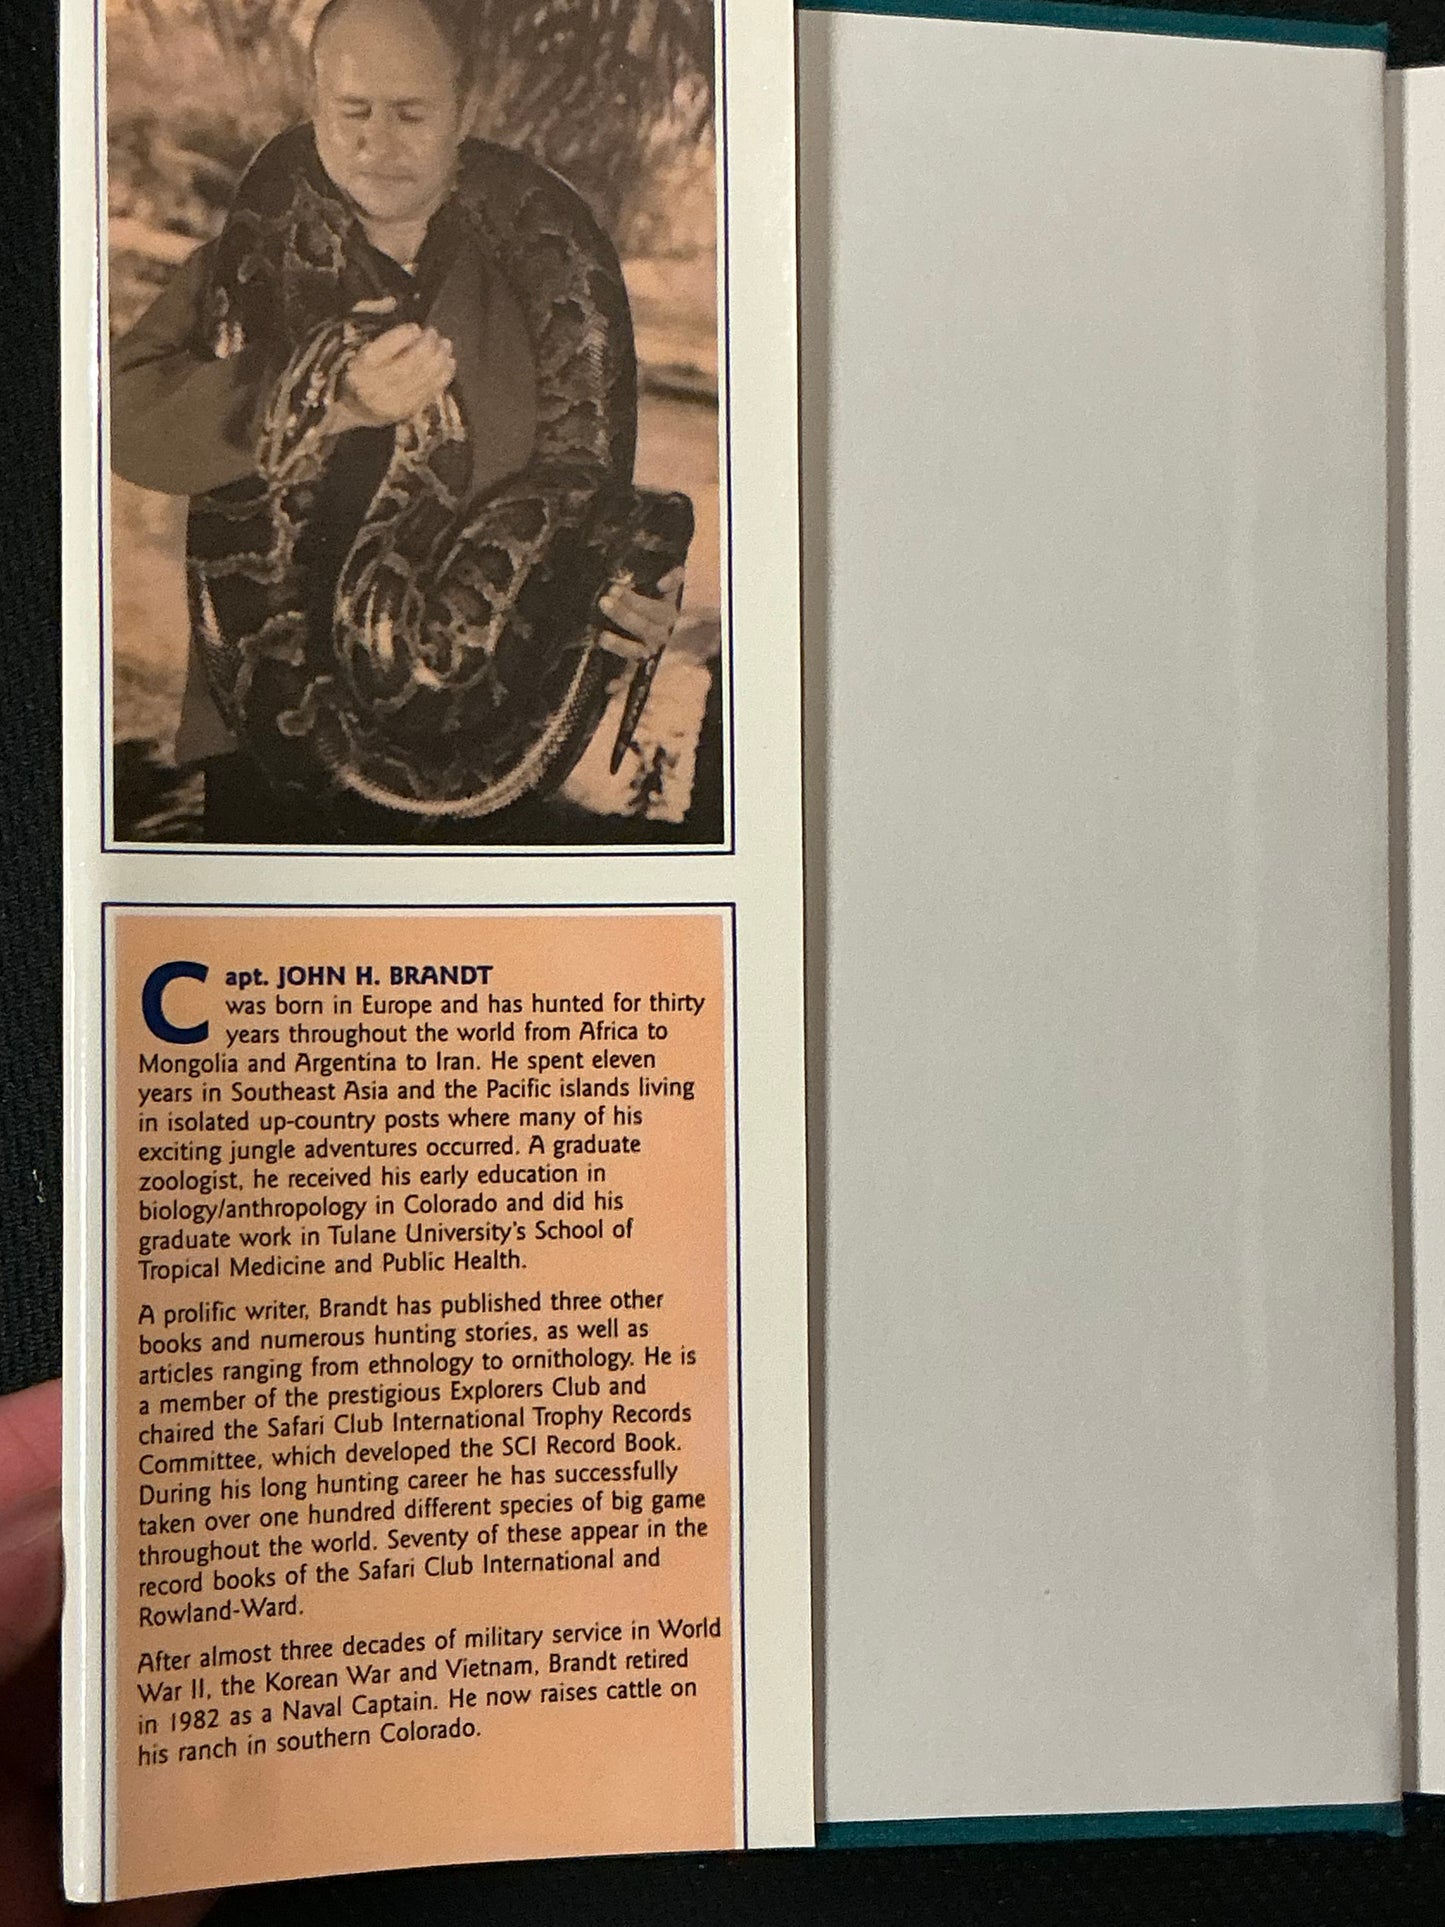 Capt. JOHN H. BRANDT
was born in Europe and has hunted for thirty
years throughout the world from Africa to
Mongolia and Argentina to Iran. He spent eleven
years in Southeast Asia and the Pacific islands living
in isolated up-country posts where many of his
exciting jungle adventures occurred. A graduate
zoologist, he received his early education in
biology/anthropology in Colorado and did his
graduate work in Tulane University's School of
Tropical Medicine and Public Health.
A prolific writer, Brandt has published three other
books and numerous hunting stories, as well as
articles ranging from ethnology to ornithology. He is
a member of the prestigious Explorers Club and
chaired the Safari Club International Trophy Records
Committee, which developed the SCI Record Book.
During his long hunting career he has successfully
taken over one hundred different species of big game
throughout the world. Seventy of these appear in the
record books of the Safari Club International and
Rowland-Ward.
After almost three decades of military service in World
War II, the Korean War and Vietnam, Brandt retired
in 1982 as a Naval Captain. He now raises cattle on
his ranch in southern Colorado.